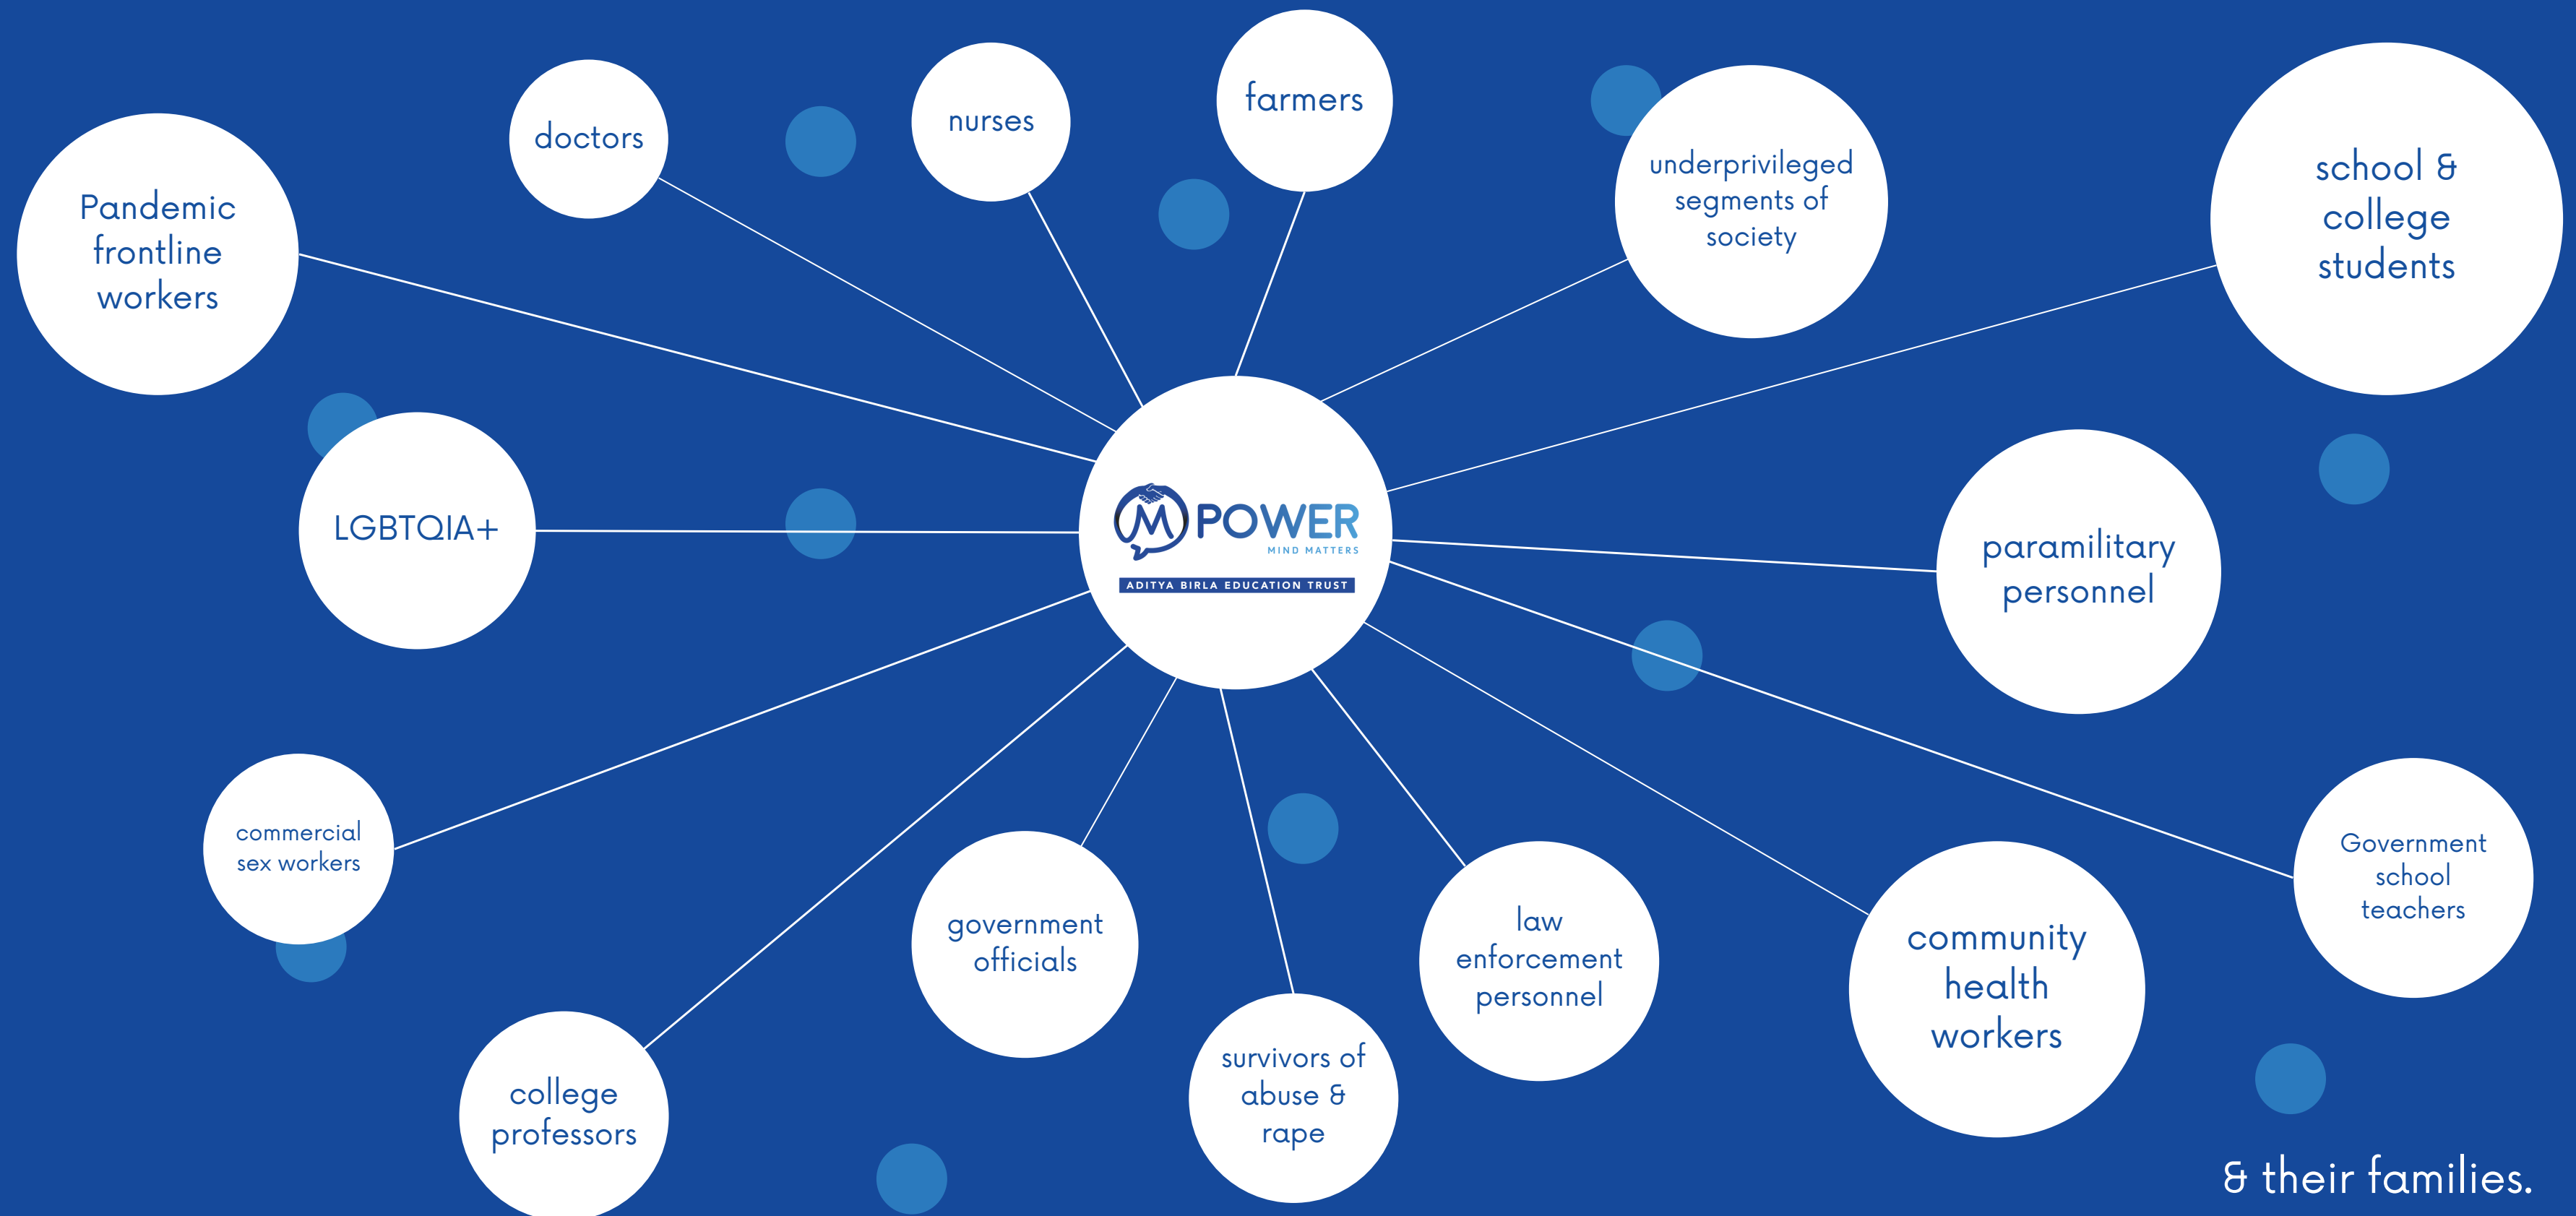 Pandemic
frontline
workers
doctors
nurses
farmers
underprivileged
segments of
society
school &
college
students
LGBTQIA+
MPOWER
MIND MATTERS
ADITYA BIRLA EDUCATION TRUST
paramilitary
personnel
commercial
sex workers
college
professors
government
officials
survivors of
abuse &
rape
law
enforcement
personnel
community
health
workers
Government
school
teachers
& their families.